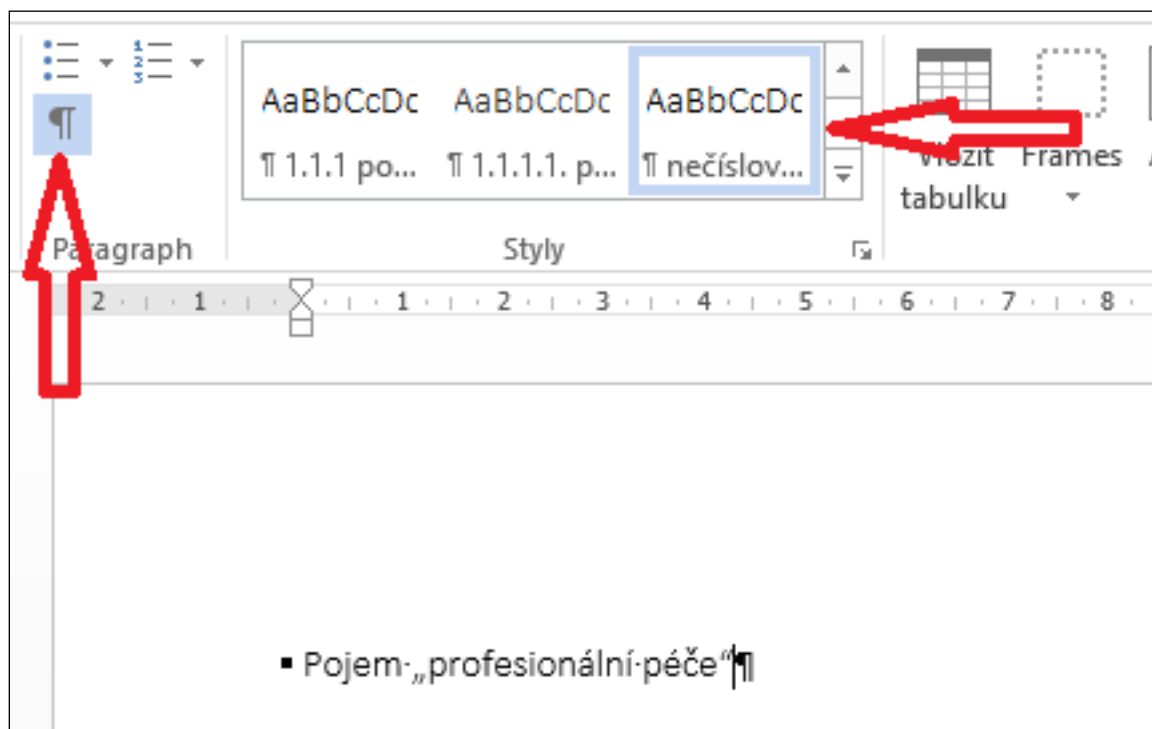 ¶
AaBbCcDc AaBbCcDc AaBbCcDc
¶ 1.1.1 po... ¶ 1.1.1.1. p... ¶ nečíslov...
Vložit tabulku
Frames
Paragraph
Styly
2 1 1 2 3 4 5 6 7 8
▪ Pojem·„profesionální·péče“¶